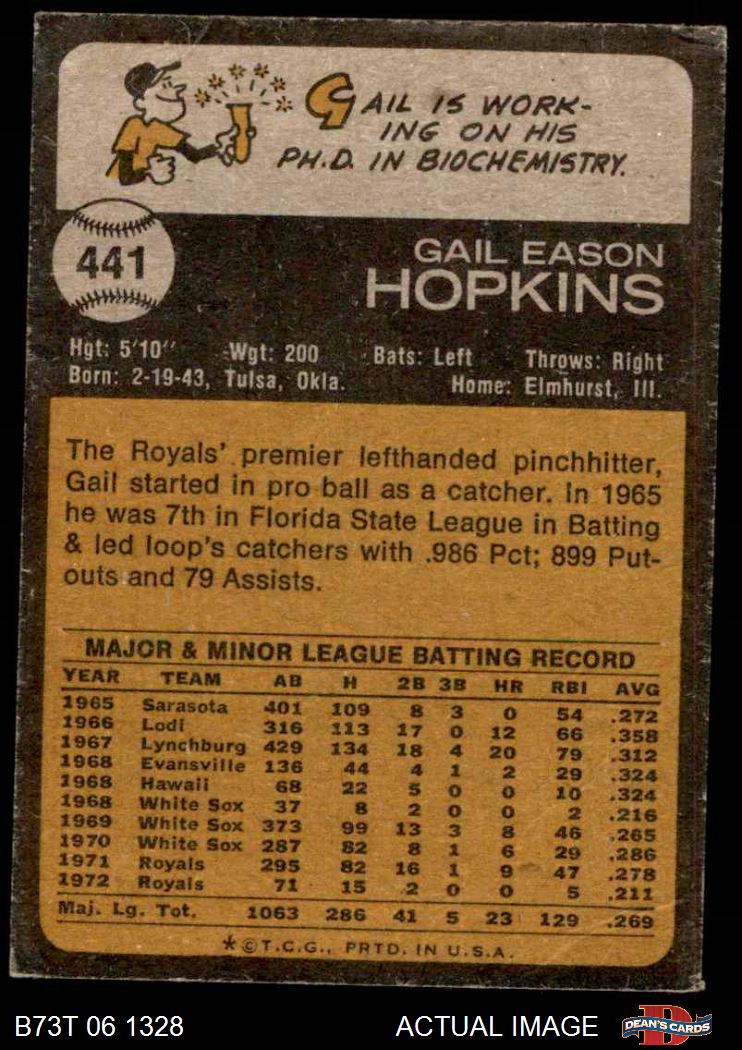 GAIL IS WORK-
ING ON HIS
PH.D. IN BIOCHEMISTRY.
441
GAIL EASON
HOPKINS
Hgt: 5'10" Wgt: 200 Bats: Left Throws: Right
Born: 2-19-43, Tulsa, Okla. Home: Elmhurst, Ill.
The Royals' premier lefthanded pinchhitter,
Gail started in pro ball as a catcher. In 1965
he was 7th in Florida State League in Batting
& led loop's catchers with .986 Pct; 899 Put-
outs and 79 Assists.
MAJOR & MINOR LEAGUE BATTING RECORD
YEAR TEAM AB H 2B 3B HR RBI AVG
1965 Sarasota 401 109 8 3 0 54 .272
1966 Lodi 316 113 17 0 12 66 .358
1967 Lynchburg 429 134 18 4 20 79 .312
1968 Evansville 136 44 4 1 2 29 .324
1968 Hawaii 68 22 5 0 0 10 .324
1968 White Sox 37 8 2 0 0 2 .216
1969 White Sox 373 99 13 3 8 46 .265
1970 White Sox 287 82 8 1 6 29 .286
1971 Royals 295 82 16 1 9 47 .278
1972 Royals 71 15 2 0 0 5 .211
Maj. Lg. Tot. 1063 286 41 5 23 129 .269
*©T.C.G., PRTD. IN U.S.A.
B73T 06 1328 ACTUAL IMAGE D DEAN'S CARDS